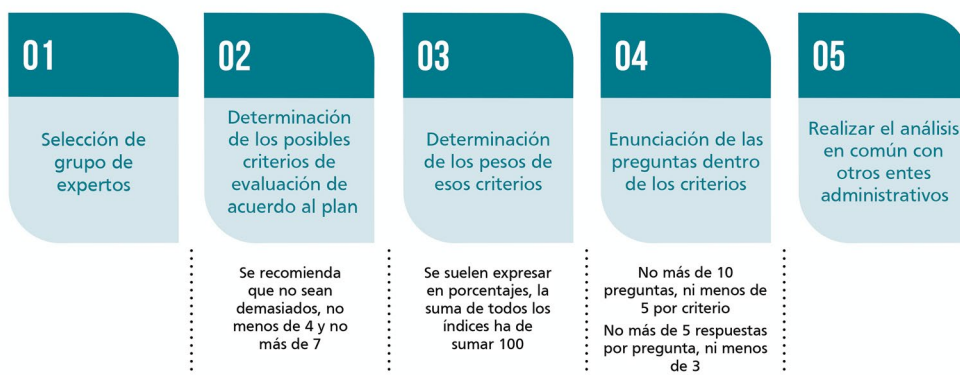 01
Selección de
grupo de
expertos
02
Determinación
de los posibles
criterios de
evaluación de
acuerdo al plan
Se recomienda
que no sean
demasiados, no
menos de 4 y no
más de 7
03
Determinación
de los pesos de
esos criterios
Se suelen expresar
en porcentajes, la
suma de todos los
índices ha de
sumar 100
04
Enunciación de las
preguntas dentro
de los criterios
No más de 10
preguntas, ni menos de
5 por criterio
No más de 5 respuestas
por pregunta, ni menos
de 3
05
Realizar el análisis
en común con
otros entes
administrativos